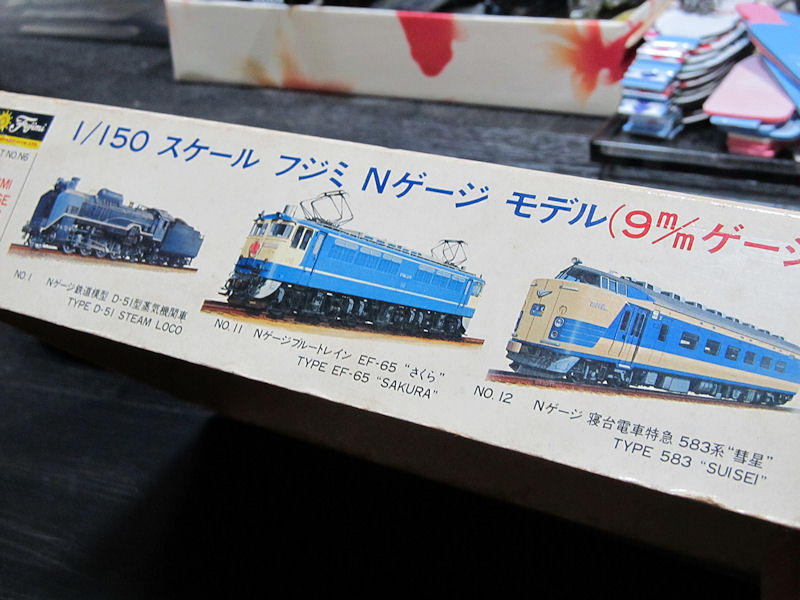 Fujimi
1/150 スケール フジミ Nゲージ モデル(9m/mゲージ
NO.1 Nゲージ鉄道模型 D-51型蒸気機関車
TYPE D-51 STEAM LOCO
NO.11 Nゲージブルートレイン EF-65 “さくら”
TYPE EF-65 “SAKURA”
NO.12 Nゲージ 寝台電車特急 583系“彗星”
TYPE 583 “SUISEI”